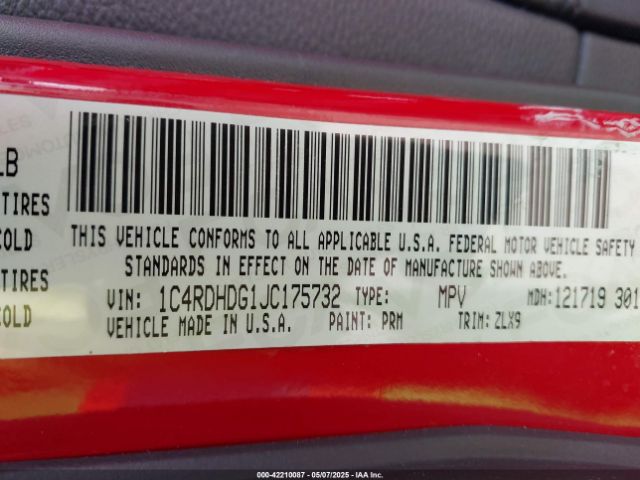 LB
TIRES
COLD
TIRES
COLD
THIS VEHICLE CONFORMS TO ALL APPLICABLE U.S.A. FEDERAL MOTOR VEHICLE SAFETY
STANDARDS IN EFFECT ON THE DATE OF MANUFACTURE SHOWN ABOVE.
VIN: 1C4RDHDG1JC175732 TYPE: MPV MDH:121719 301
VEHICLE MADE IN U.S.A. PAINT: PRM TRIM: ZLX9
000-42210087 - 05/07/2025 - IAA Inc.